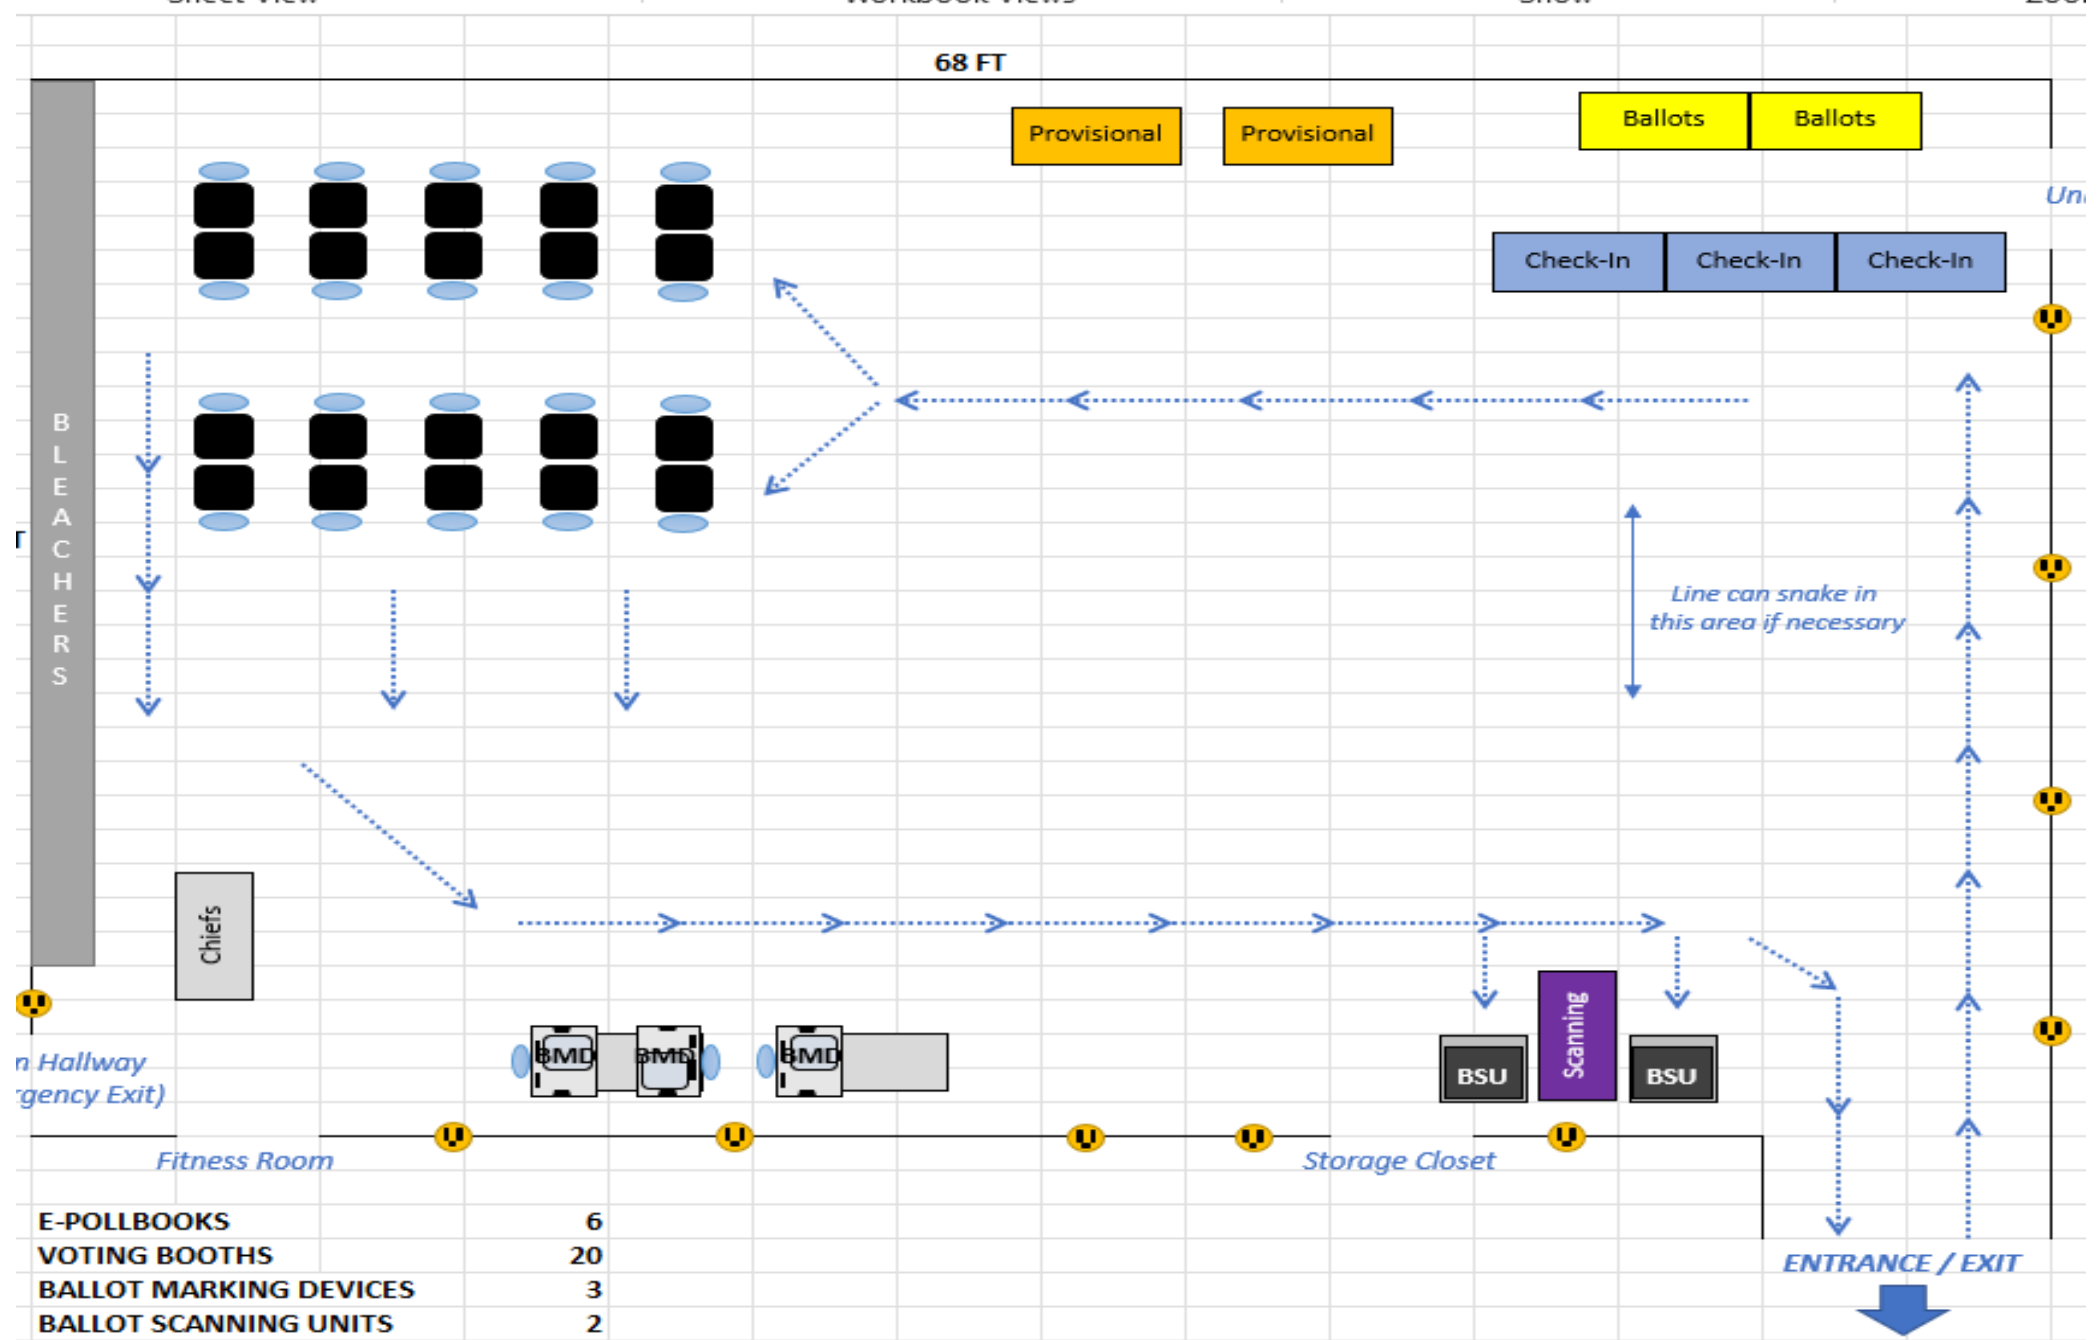 68 FT
Provisional
Provisional
Ballots
Ballots
Check-In
Check-In
Check-In
BLEACHERS
Line can snake in
this area if necessary
Chiefs
BMD
BMD
BMD
BSU
Scanning
BSU
Hallway
Exit)
Fitness Room
Storage Closet
E-POLLBOOKS 6
VOTING BOOTHS 20
BALLOT MARKING DEVICES 3
BALLOT SCANNING UNITS 2
ENTRANCE / EXIT